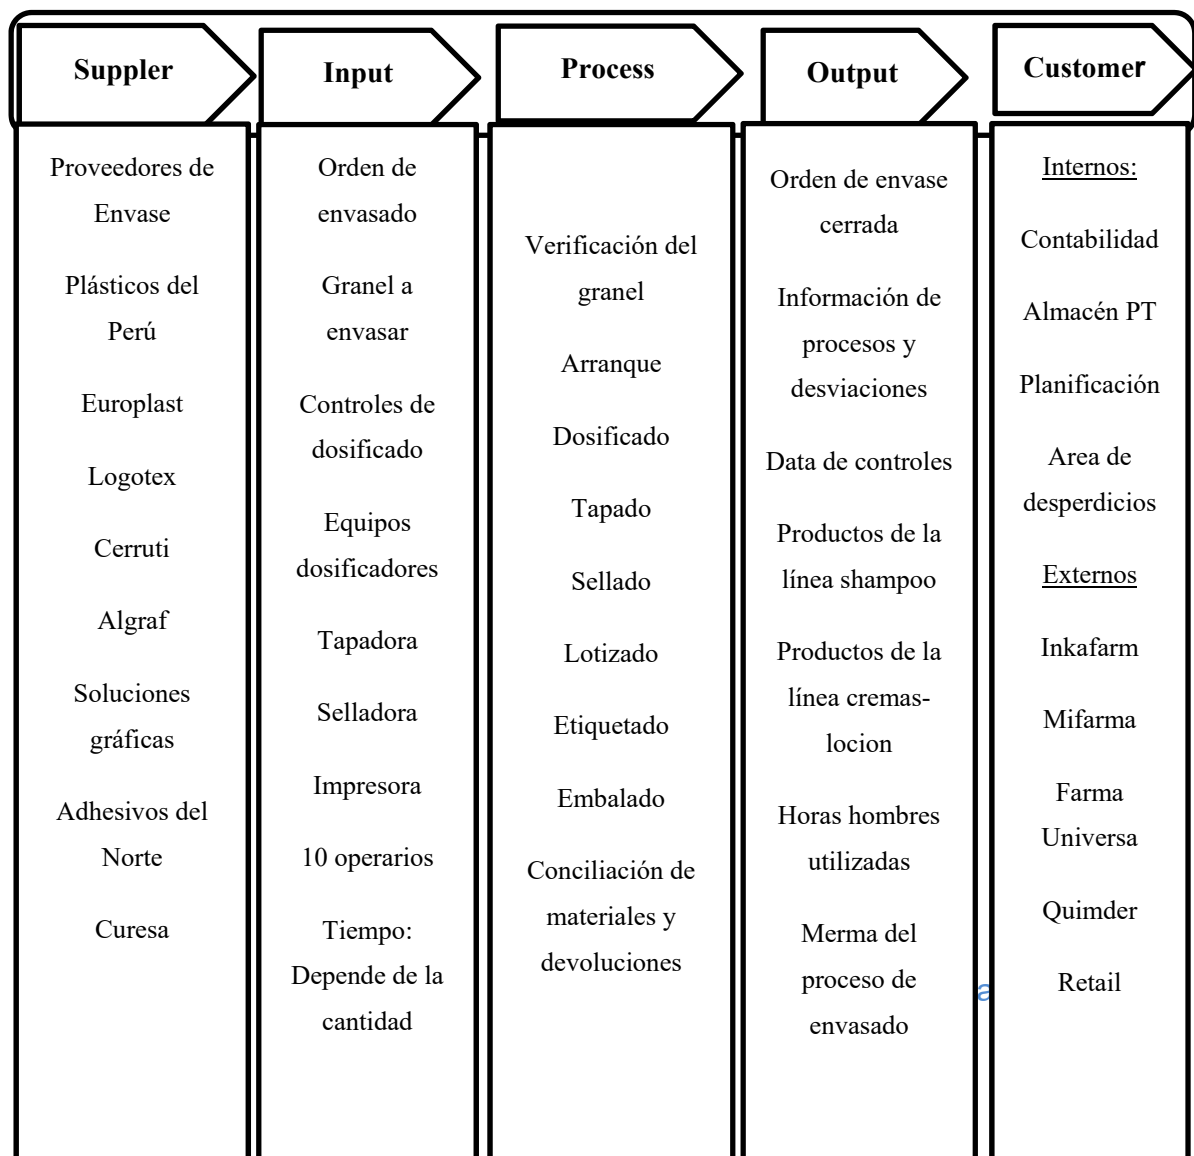 Suppler
Input
Process
Output
Customer
Proveedores de
Envase
Plásticos del
Perú
Europlast
Logotex
Cerruti
Algraf
Soluciones
gráficas
Adhesivos del
Norte
Curesa
Orden de
envasado
Granel a
envasar
Controles de
dosificado
Equipos
dosificadores
Tapadora
Selladora
Impresora
10 operarios
Tiempo:
Depende de la
cantidad
Verificación del
granel
Arranque
Dosificado
Tapado
Sellado
Lotizado
Etiquetado
Embalado
Conciliación de
materiales y
devoluciones
Orden de envase
cerrada
Información de
procesos y
desviaciones
Data de controles
Productos de la
línea shampoo
Productos de la
línea cremas-
locion
Horas hombres
utilizadas
Merma del
proceso de
envasado
Internos:
Contabilidad
Almacén PT
Planificación
Area de
desperdicios
Externos
Inkafarm
Mifarma
Farma
Universa
Quimder
Retail